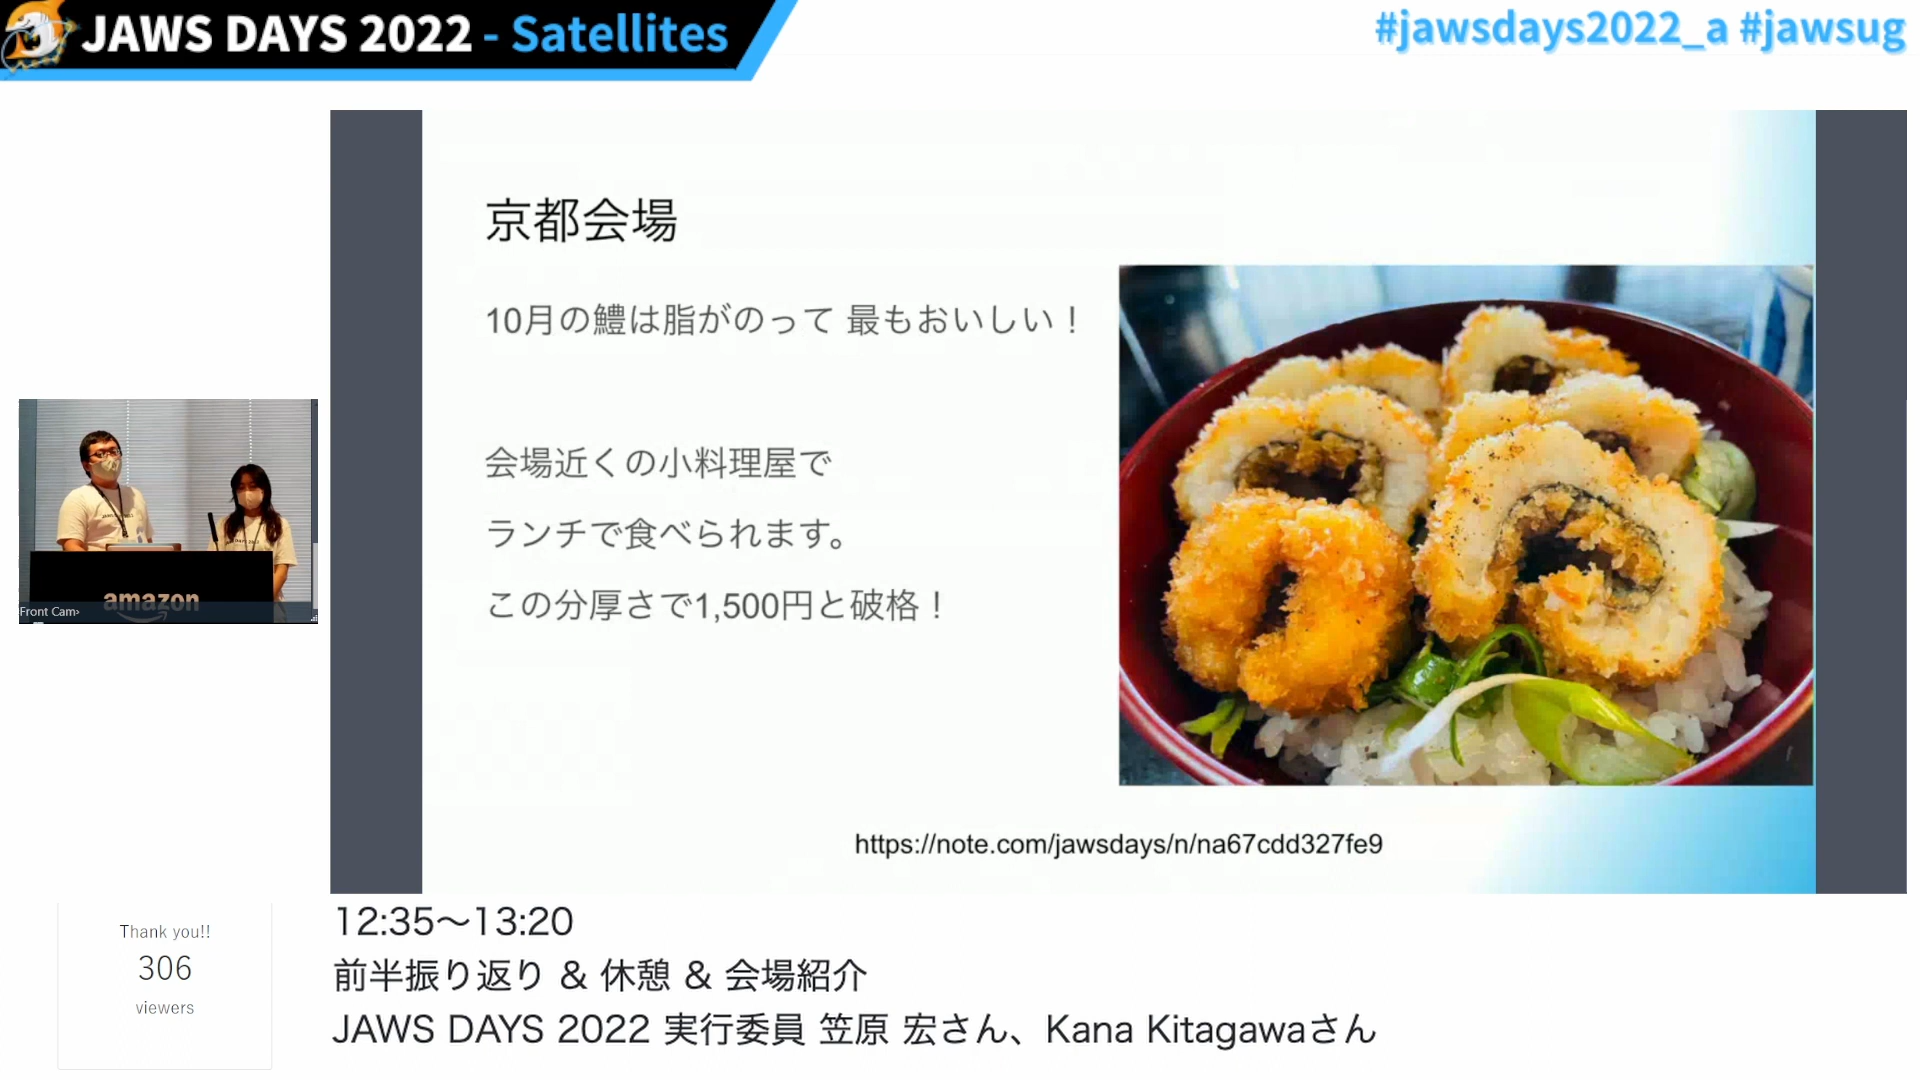 JAWS DAYS 2022 - Satellites
#jawsdays2022_a #jawsug
京都会場
10月の鱧は脂がのって 最もおいしい！
会場近くの小料理屋で
ランチで食べられます。
この分厚さで1,500円と破格！
https://note.com/jawsdays/n/na67cdd327fe9
amazon
Front Cam
Thank you!!
306
viewers
12:35〜13:20
前半振り返り & 休憩 & 会場紹介
JAWS DAYS 2022 実行委員 笠原 宏さん、Kana Kitagawaさん